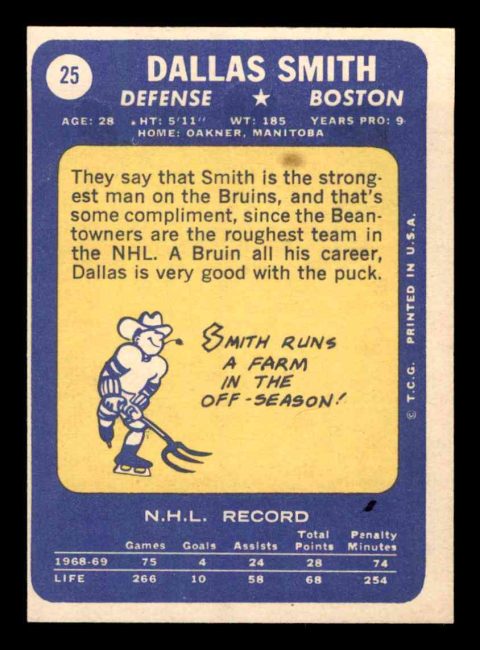 25
DALLAS SMITH
DEFENSE ★ BOSTON
AGE: 28 HT: 5'11" WT: 185 YEARS PRO: 9
HOME: OAKNER, MANITOBA
They say that Smith is the strong-
est man on the Bruins, and that's
some compliment, since the Bean-
towners are the roughest team in
the NHL. A Bruin all his career,
Dallas is very good with the puck.
SMITH RUNS
A FARM
IN THE
OFF-SEASON!
© T.C.G. PRINTED IN U.S.A.
N.H.L. RECORD
Games Goals Assists Total Points Penalty Minutes
1968-69 75 4 24 28 74
LIFE 266 10 58 68 254